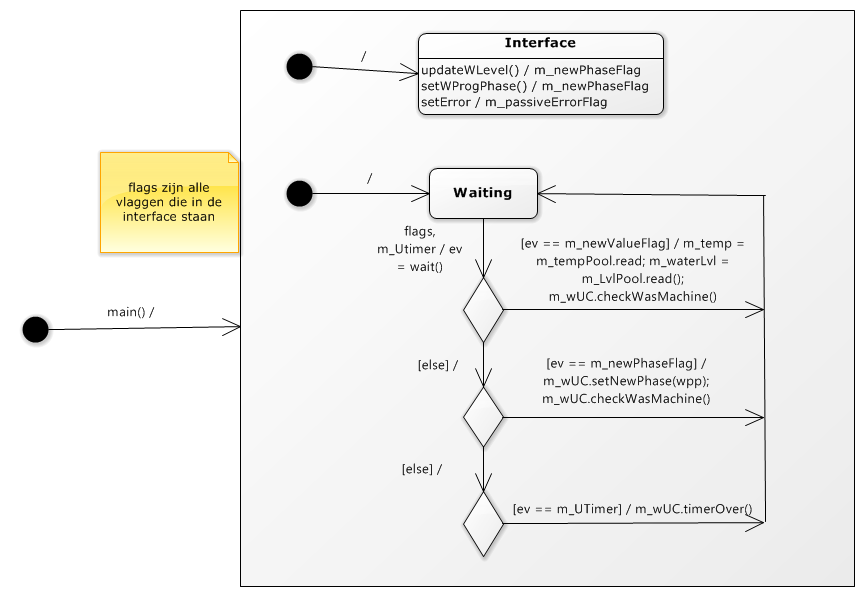 /
Interface
updateWLevel() / m_newPhaseFlag
setWProgPhase() / m_newPhaseFlag
setError / m_passiveErrorFlag
flags zijn alle
vlaggen die in de
interface staan
/
Waiting
flags,
m_Utimer / ev
= wait()
[ev == m_newValueFlag] / m_temp =
m_tempPool.read; m_waterLvl =
m_LvlPool.read();
m_wUC.checkWasMachine()
main() /
[else] /
[ev == m_newPhaseFlag] /
m_wUC.setNewPhase(wpp);
m_wUC.checkWasMachine()
[else] /
[ev == m_UTimer] / m_wUC.timerOver()